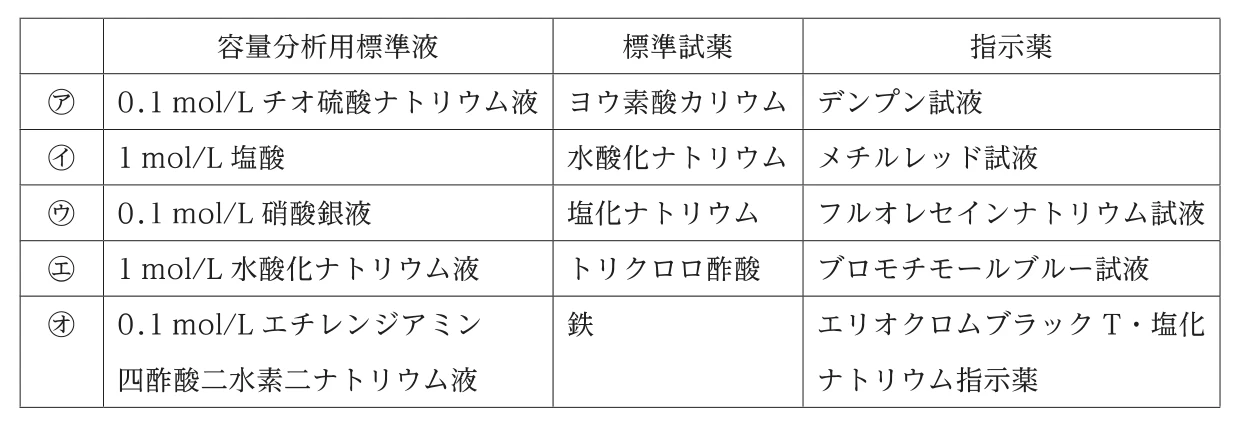 容量分析用標準液 標準試薬 指示薬
㋐ 0.1 mol/L チオ硫酸ナトリウム液 ヨウ素酸カリウム デンプン試液
㋑ 1 mol/L 塩酸 水酸化ナトリウム メチルレッド試液
㋒ 0.1 mol/L 硝酸銀液 塩化ナトリウム フルオレセインナトリウム試液
㋓ 1 mol/L 水酸化ナトリウム液 トリクロロ酢酸 ブロモチモールブルー試液
㋔ 0.1 mol/L エチレンジアミン 鉄 エリオクロムブラック T・塩化
四酢酸二水素二ナトリウム液 ナトリウム指示薬